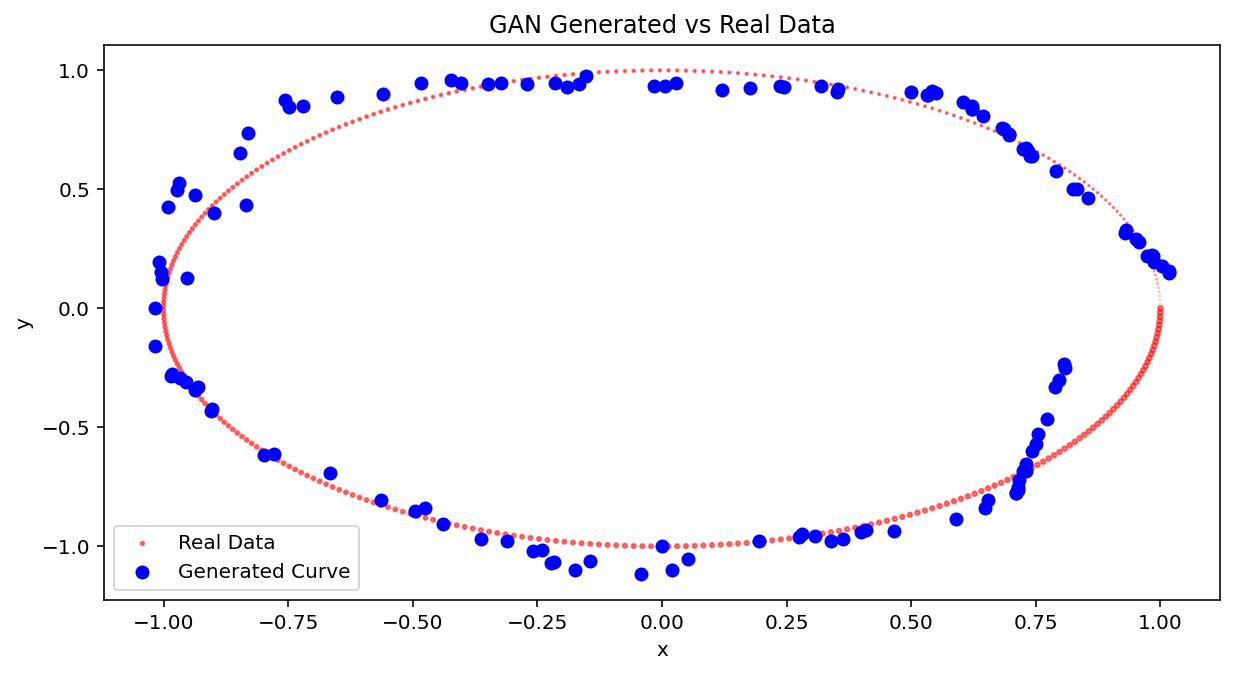 GAN Generated vs Real Data
1.0
0.5
0.0
−0.5
−1.0
y
Real Data
Generated Curve
−1.00 −0.75 −0.50 −0.25 0.00 0.25 0.50 0.75 1.00
x